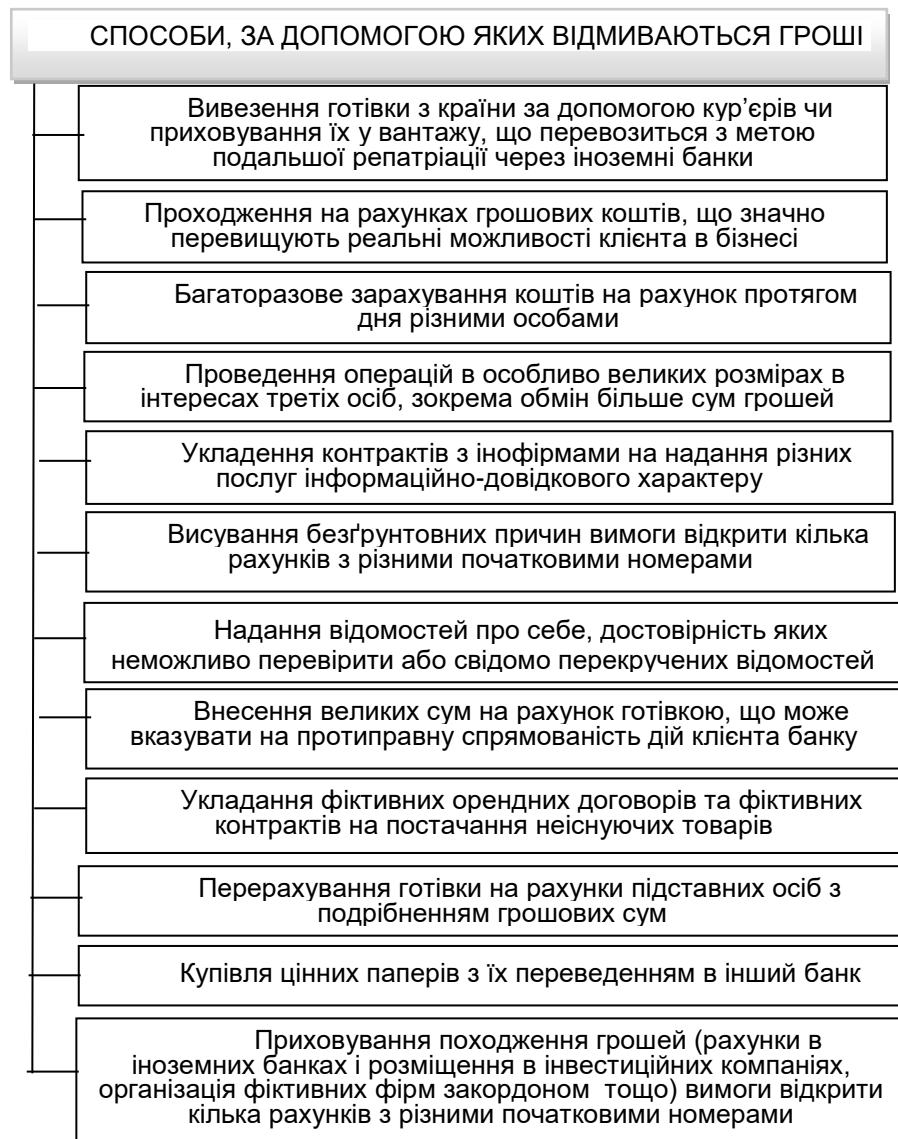 СПОСОБИ, ЗА ДОПОМОГОЮ ЯКИХ ВІДМИВАЮТЬСЯ ГРОШІ
Вивезення готівки з країни за допомогою кур’єрів чи
приховування їх у вантажу, що перевозиться з метою
подальшої репатріації через іноземні банки
Проходження на рахунках грошових коштів, що значно
перевищують реальні можливості клієнта в бізнесі
Багаторазове зарахування коштів на рахунок протягом
дня різними особами
Проведення операцій в особливо великих розмірах в
інтересах третіх осіб, зокрема обмін більше сум грошей
Укладення контрактів з інофірмами на надання різних
послуг інформаційно-довідкового характеру
Висування безґрунтовних причин вимоги відкрити кілька
рахунків з різними початковими номерами
Надання відомостей про себе, достовірність яких
неможливо перевірити або свідомо перекручених відомостей
Внесення великих сум на рахунок готівкою, що може
вказувати на протиправну спрямованість дій клієнта банку
Укладання фіктивних орендних договорів та фіктивних
контрактів на постачання неіснуючих товарів
Перерахування готівки на рахунки підставних осіб з
подрібненням грошових сум
Купівля цінних паперів з їх переведенням в інший банк
Приховування походження грошей (рахунки в
іноземних банках і розміщення в інвестиційних компаніях,
організація фіктивних фірм закордоном тощо) вимоги відкрити
кілька рахунків з різними початковими номерами